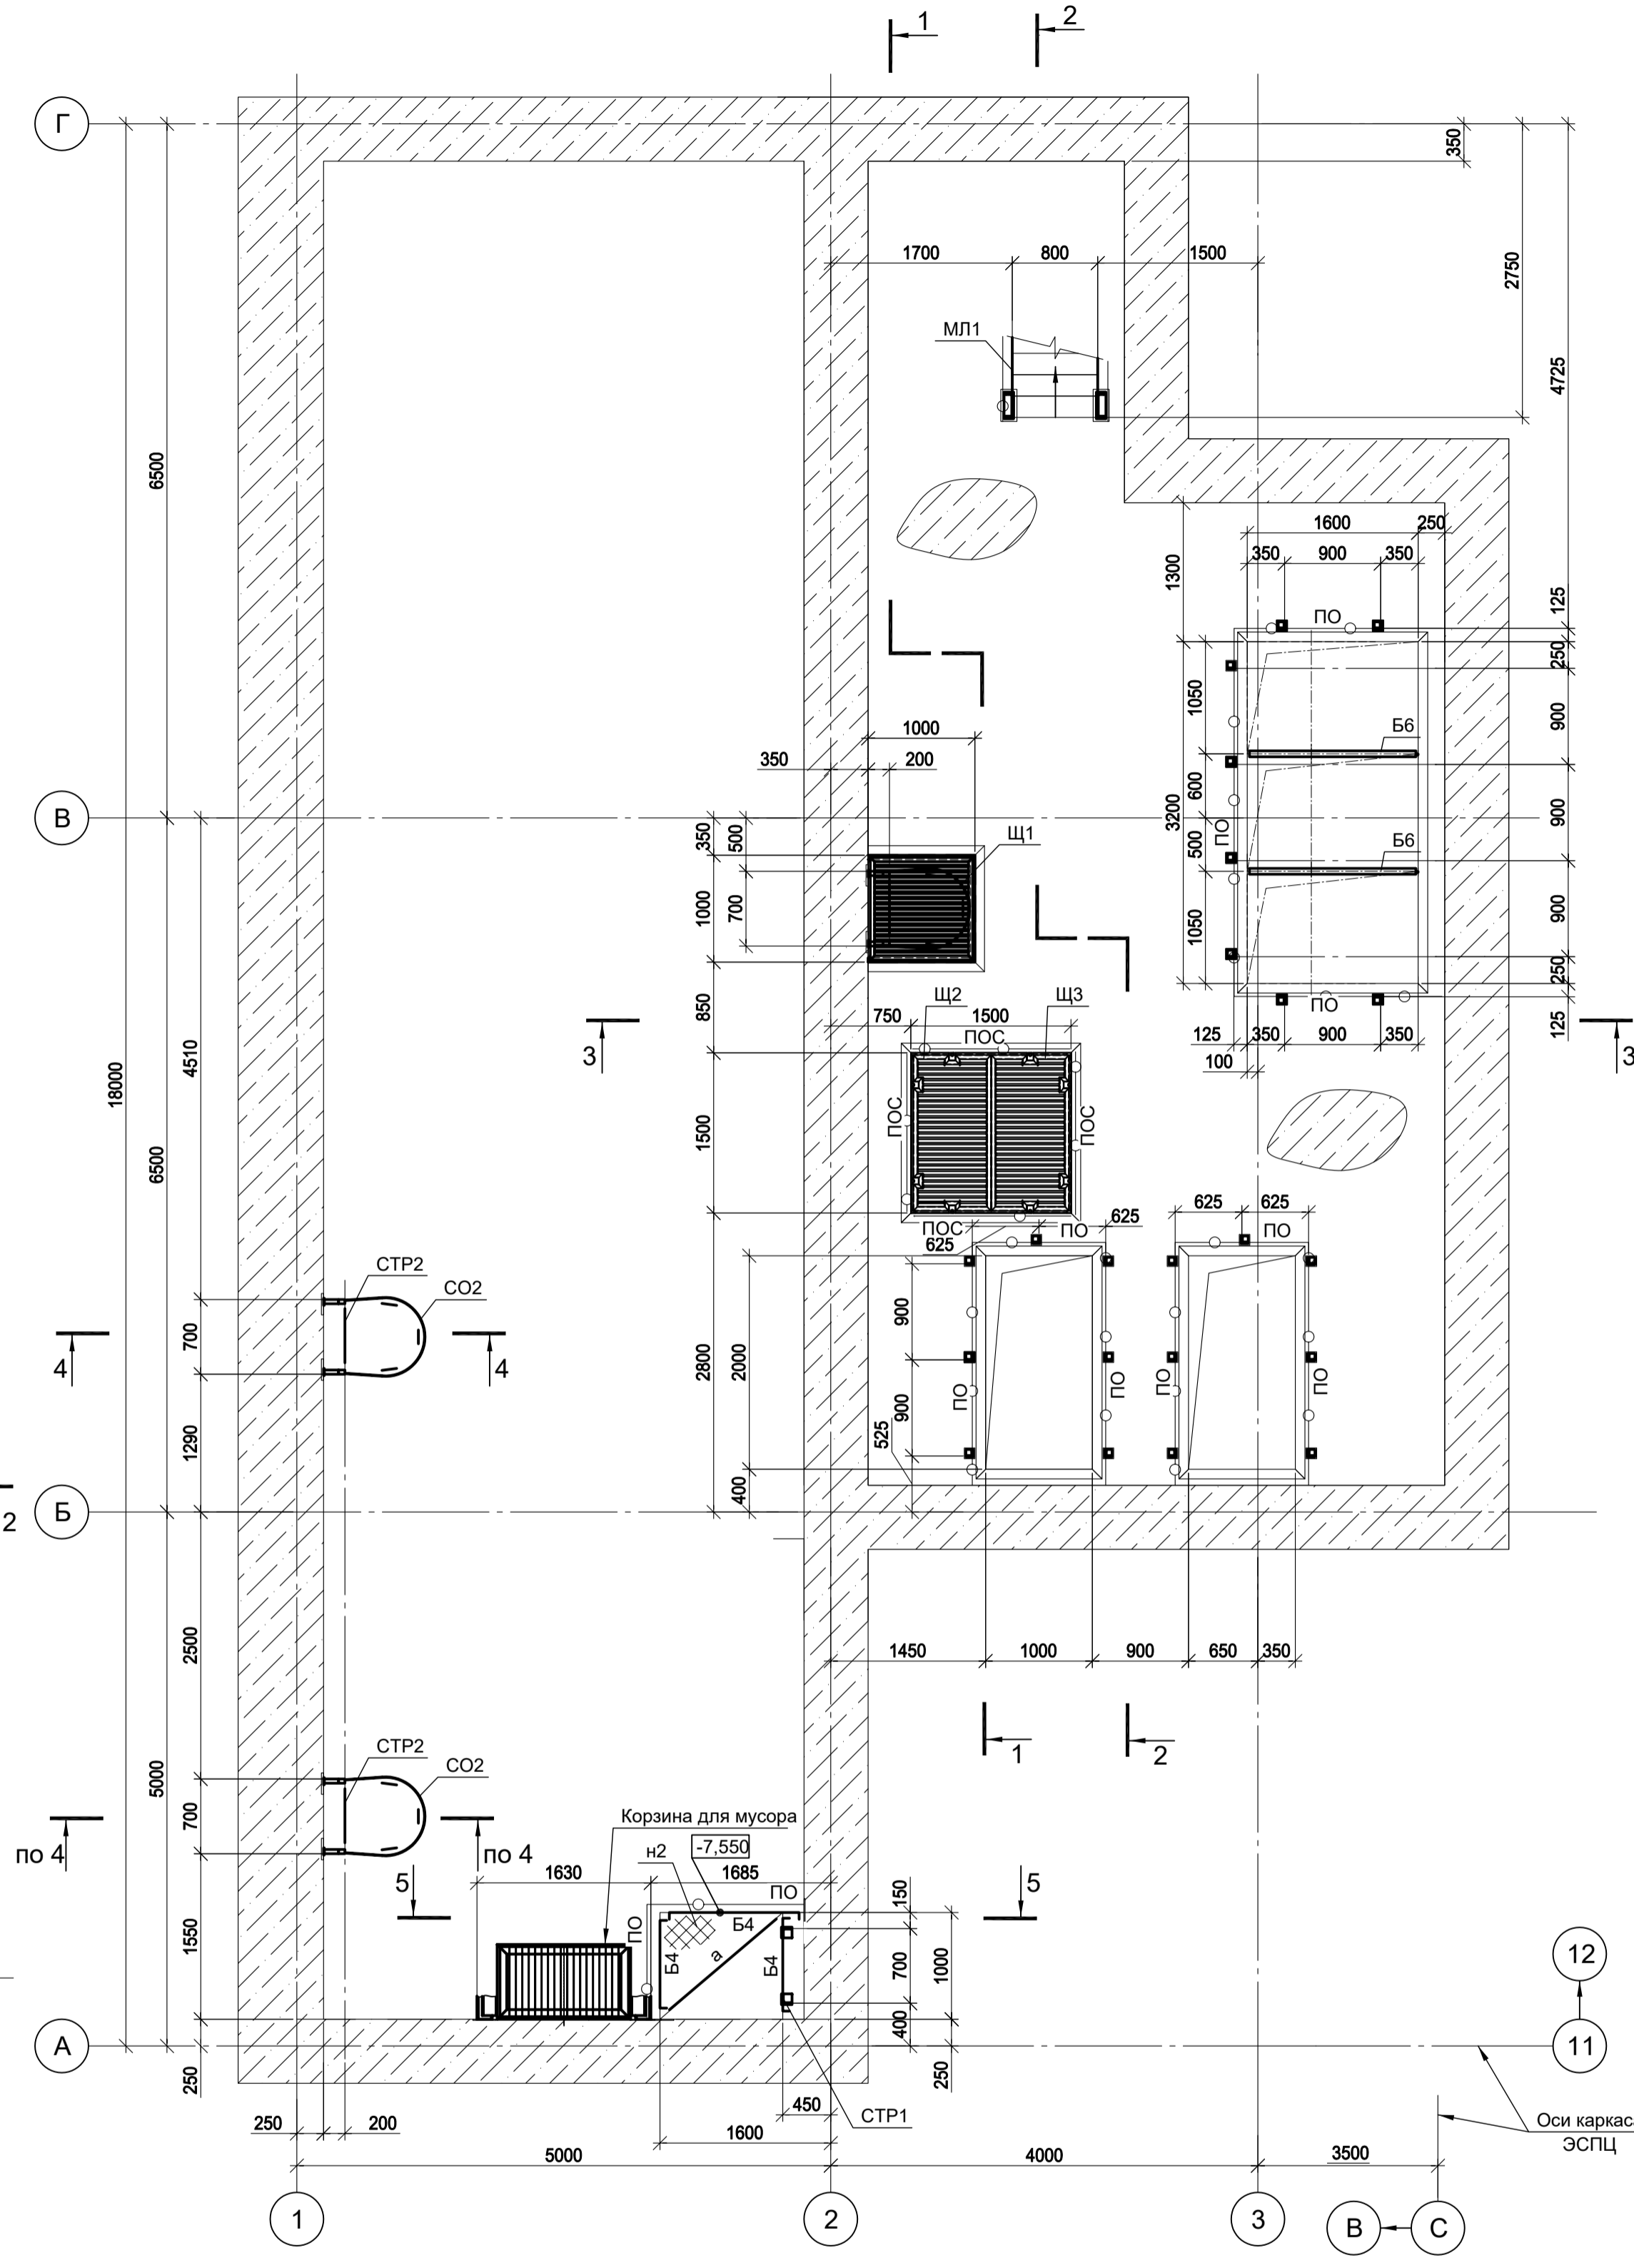 1
2
Г
350
1700
800
1500
2750
МЛ1
4725
6500
1600
250
350
900
350
1300
125
ПО
250
1050
900
Б6
1000
350
200
600
В
3200
ПО
900
350
500
500
Щ1
Б6
1000
700
900
1050
250
Щ2
Щ3
850
750
1500
ПО
ПОС
3
125
350
900
350
125
3
100
4510
18000
ПОС
ПОС
1500
6500
625
625
ПОС
ПО
625
ПО
625
СТР2
СО2
900
700
4
4
2800
2000
ПО
ПО
ПО
ПО
900
1290
525
400
2
Б
2500
1450
1000
900
650
350
1
2
СТР2
СО2
5000
700
Корзина для мусора
н2
-7,550
по 4
по 4
1630
1685
5
5
ПО
150
ПО
Б4
1550
Б4
а
Б4
700
1000
12
400
А
11
250
250
450
СТР1
250
200
1600
Оси каркас
ЭСПЦ
5000
4000
3500
1
2
3
В
С